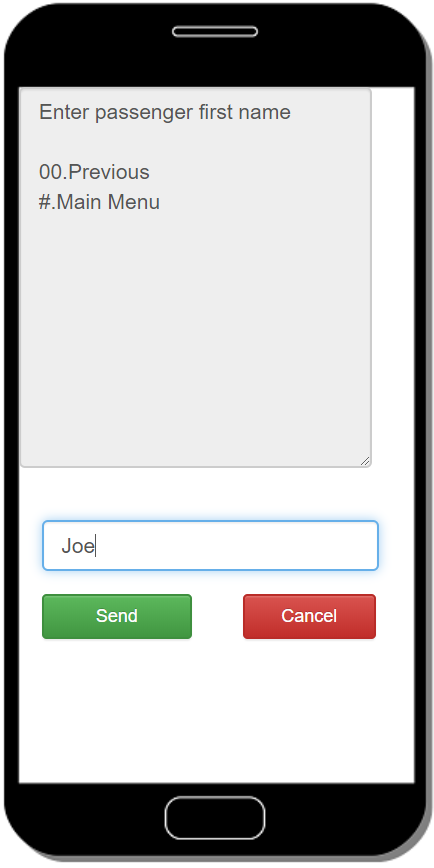 Enter passenger first name
00.Previous
#.Main Menu
Joe
Send
Cancel